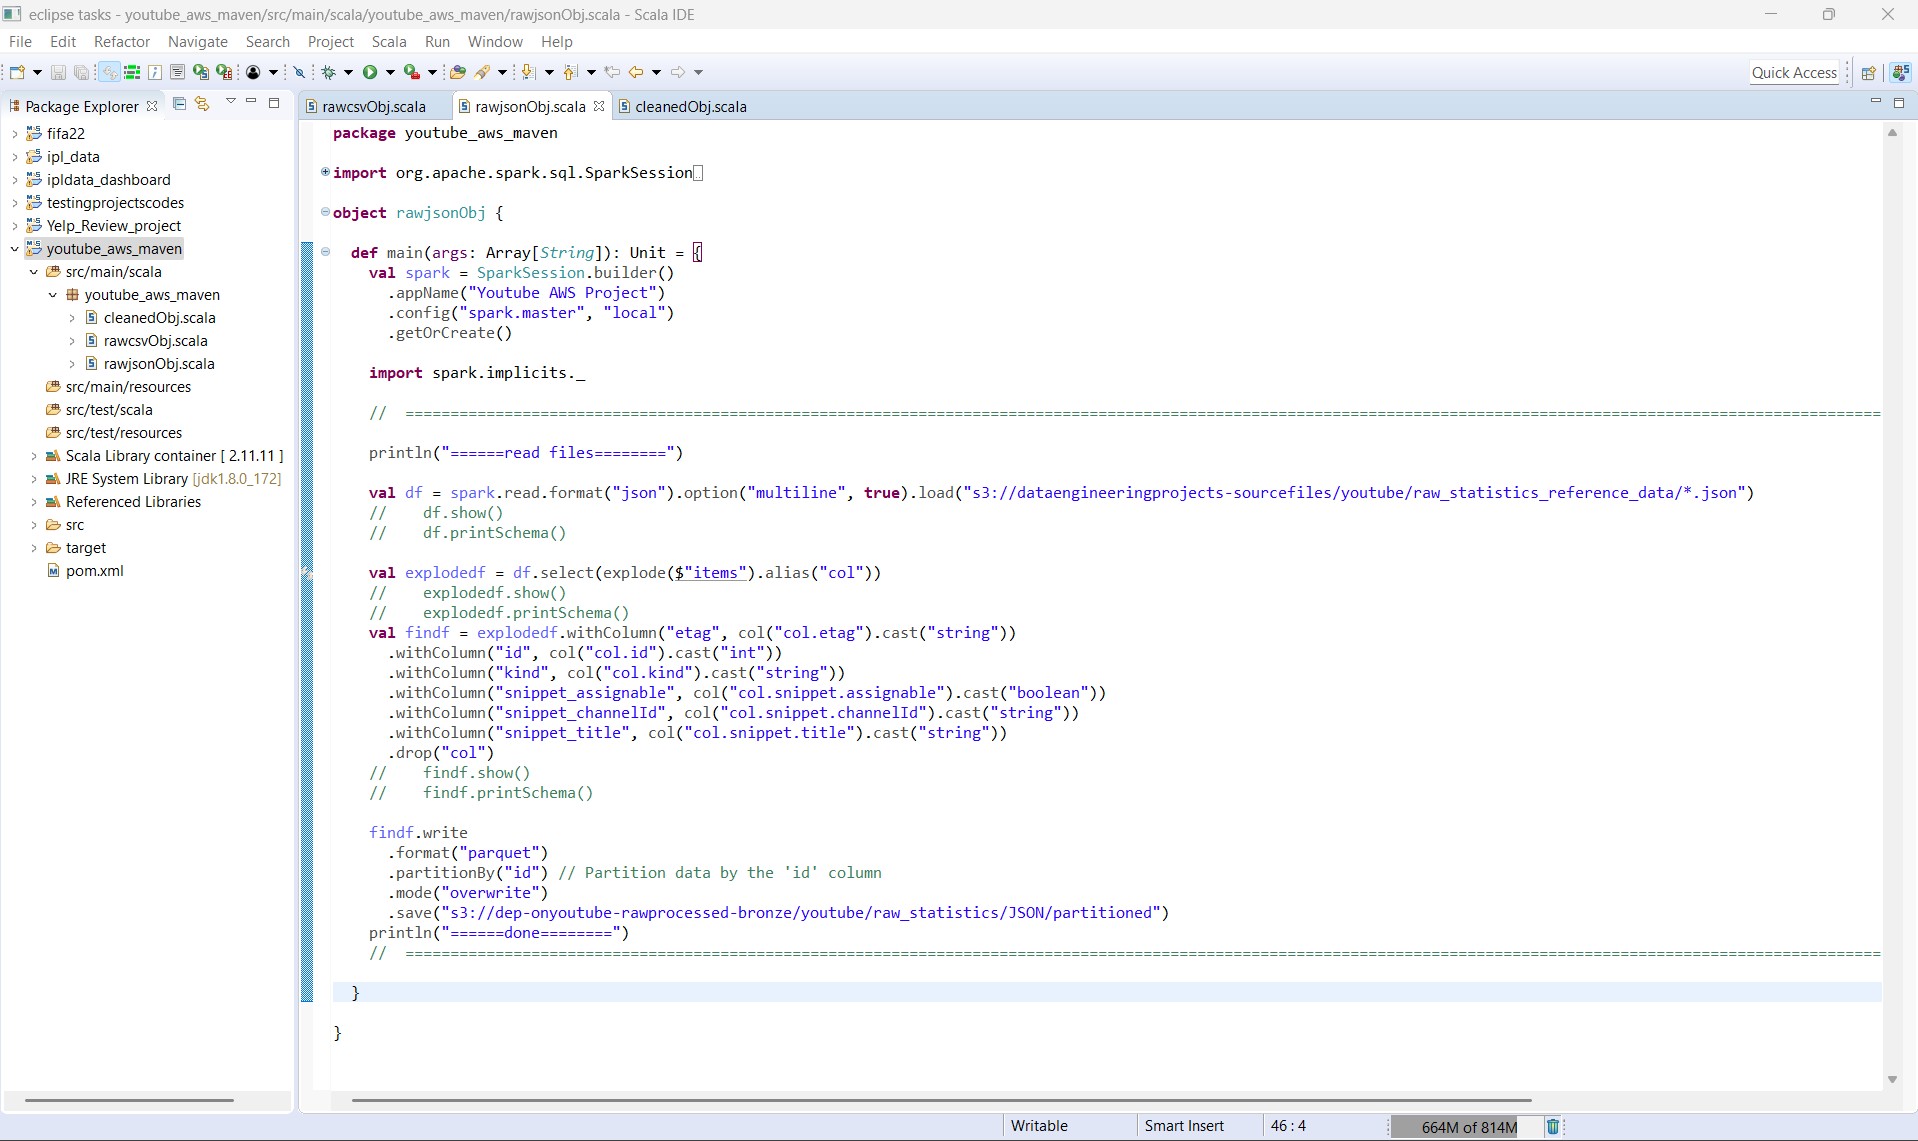 eclipse tasks - youtube_aws_maven/src/main/scala/youtube_aws_maven/rawjsonObj.scala - Scala IDE
File Edit Refactor Navigate Search Project Scala Run Window Help
Quick Access
Package Explorer
fifa22
ipl_data
ipldata_dashboard
testingprojectscodes
Yelp_Review_project
youtube_aws_maven
src/main/scala
youtube_aws_maven
cleanedObj.scala
rawcsvObj.scala
rawjsonObj.scala
src/main/resources
src/test/scala
src/test/resources
Scala Library container [ 2.11.11 ]
JRE System Library [jdk1.8.0_172]
Referenced Libraries
src
target
pom.xml
rawcsvObj.scala rawjsonObj.scala cleanedObj.scala
package youtube_aws_maven
import org.apache.spark.sql.SparkSession
object rawjsonObj {
def main(args: Array[String]): Unit = {
val spark = SparkSession.builder()
.appName("Youtube AWS Project")
.config("spark.master", "local")
.getOrCreate()
import spark.implicits._
// ====================================================================================================================================================================
println("======read files========")
val df = spark.read.format("json").option("multiline", true).load("s3://dataengineeringprojects-sourcefiles/youtube/raw_statistics_reference_data/*.json")
// df.show()
// df.printSchema()
val explodedf = df.select(explode($"items").alias("col"))
// explodedf.show()
// explodedf.printSchema()
val findf = explodedf.withColumn("etag", col("col.etag").cast("string"))
.withColumn("id", col("col.id").cast("int"))
.withColumn("kind", col("col.kind").cast("string"))
.withColumn("snippet_assignable", col("col.snippet.assignable").cast("boolean"))
.withColumn("snippet_channelId", col("col.snippet.channelId").cast("string"))
.withColumn("snippet_title", col("col.snippet.title").cast("string"))
.drop("col")
// findf.show()
// findf.printSchema()
findf.write
.format("parquet")
.partitionBy("id") // Partition data by the 'id' column
.mode("overwrite")
.save("s3://dep-onyoutube-rawprocessed-bronze/youtube/raw_statistics/JSON/partitioned")
println("======done========")
// ====================================================================================================================================================================
}
}
Writable Smart Insert 46 : 4 664M of 814M